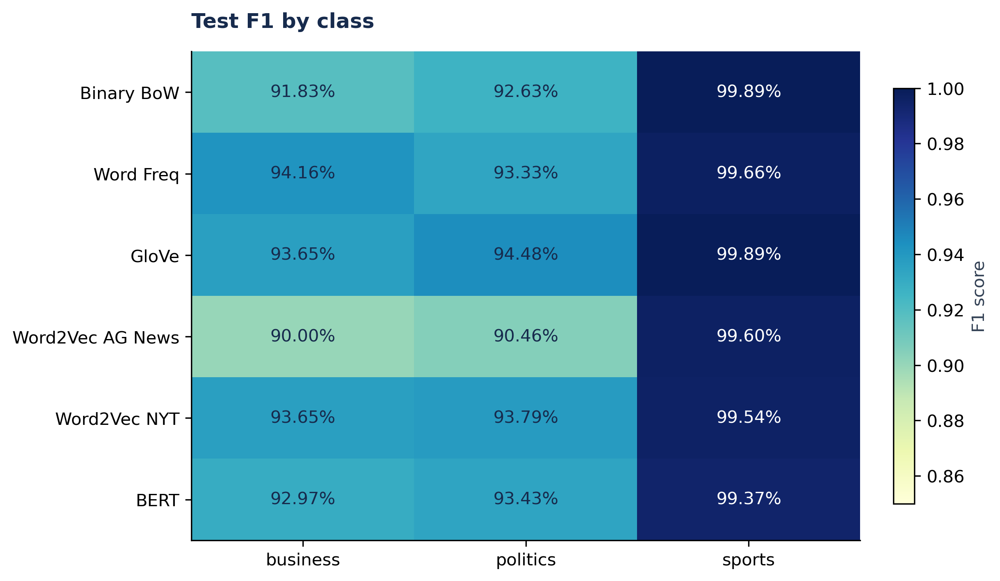 Test F1 by class
Binary BoW 91.83% 92.63% 99.89%
Word Freq 94.16% 93.33% 99.66%
GloVe 93.65% 94.48% 99.89%
Word2Vec AG News 90.00% 90.46% 99.60%
Word2Vec NYT 93.65% 93.79% 99.54%
BERT 92.97% 93.43% 99.37%
business politics sports
1.00
0.98
0.96
0.94
0.92
0.90
0.88
0.86
F1 score